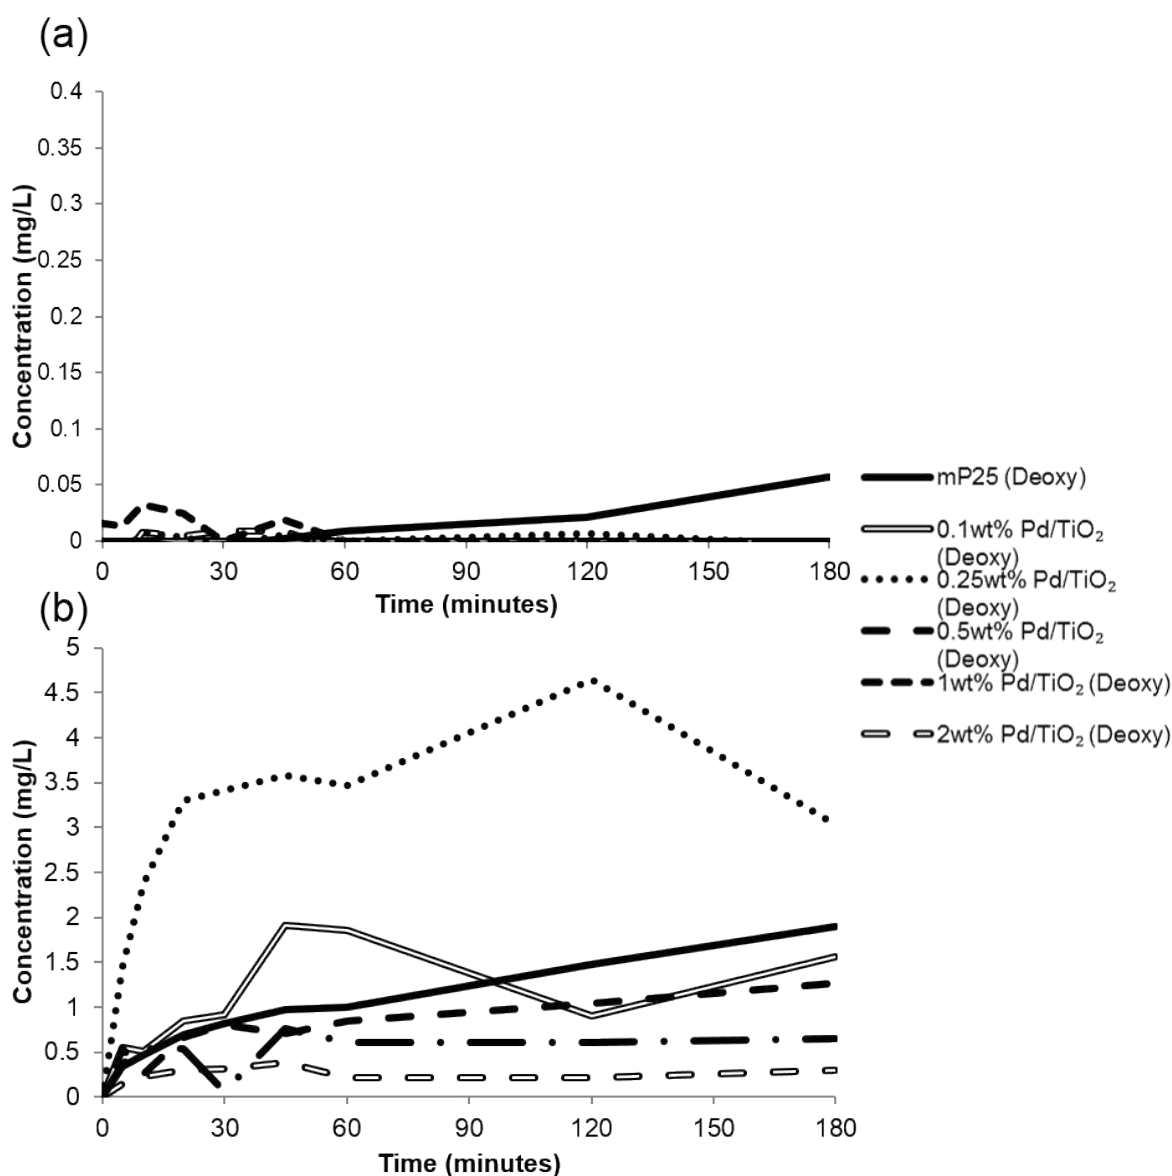 (a)
0.4
0.35
0.3
0.25
0.2
0.15
0.1
0.05
0
Concentration (mg/L)
0 30 60 90 120 150 180
Time (minutes)
mP25 (Deoxy)
0.1wt% Pd/TiO₂
(Deoxy)
0.25wt% Pd/TiO₂
(Deoxy)
0.5wt% Pd/TiO₂
(Deoxy)
1wt% Pd/TiO₂ (Deoxy)
2wt% Pd/TiO₂ (Deoxy)
(b)
5
4.5
4
3.5
3
2.5
2
1.5
1
0.5
0
Concentration (mg/L)
0 30 60 90 120 150 180
Time (minutes)